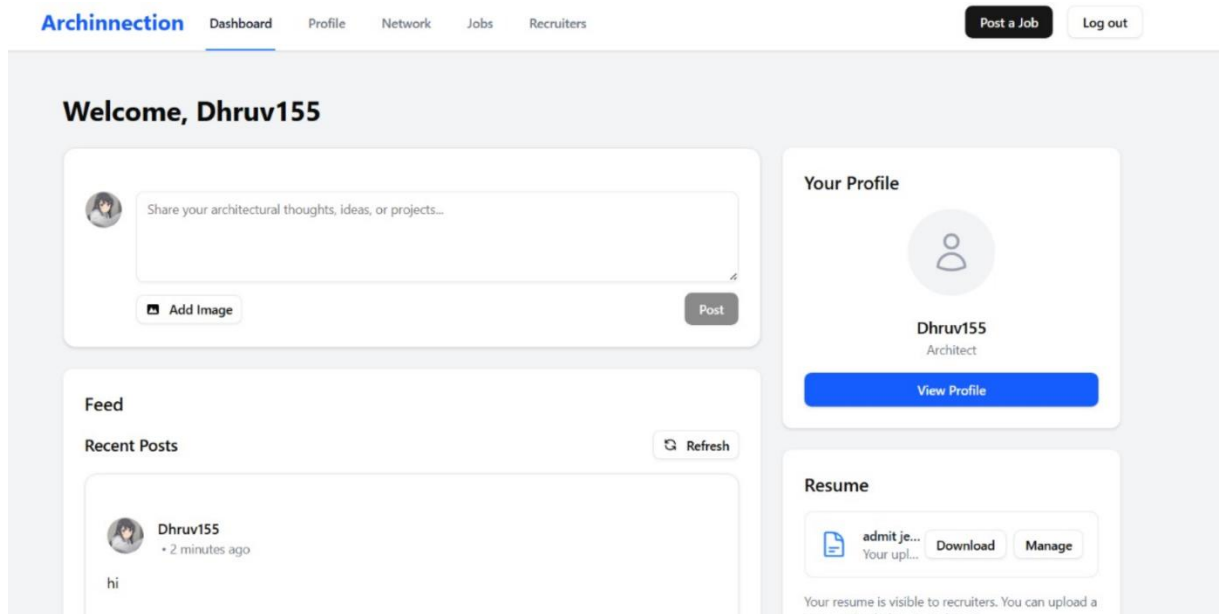 Archinnection Dashboard Profile Network Jobs Recruiters Post a Job Log out
Welcome, Dhruv155
Share your architectural thoughts, ideas, or projects...
Add Image Post
Feed
Recent Posts Refresh
Dhruv155
• 2 minutes ago
hi
Your Profile
Dhruv155
Architect
View Profile
Resume
admit je...
Your upl...
Download Manage
Your resume is visible to recruiters. You can upload a